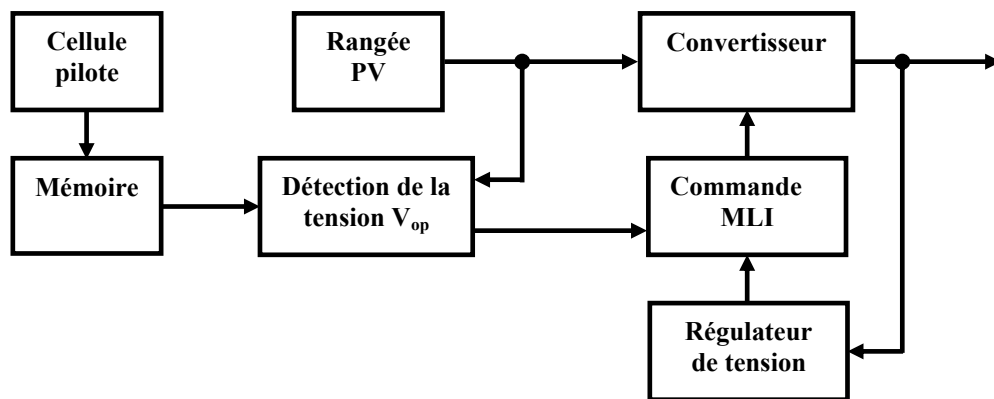 Cellule
pilote
Rangée
PV
Convertisseur
Mémoire
Détection de la
tension Vop
Commande
MLI
Régulateur
de tension